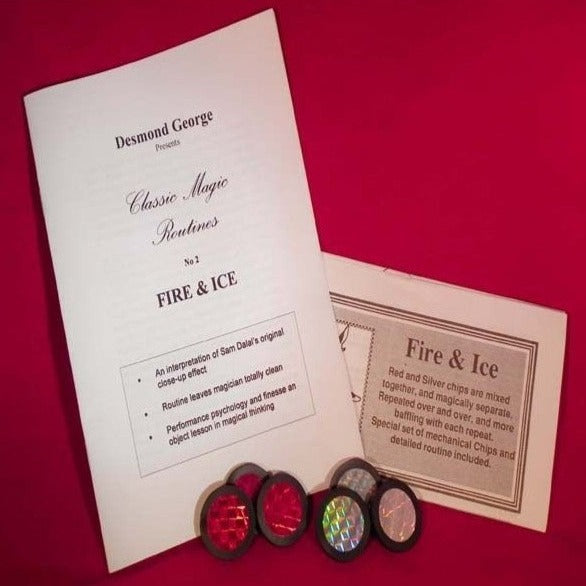 Desmond George
Presents
Classic Magic
Routines
No 2
FIRE & ICE
• An interpretation of Sam Dalal's original
close-up effect
• Routine leaves magician totally clean
• Performance psychology and finesse an
object lesson in magical minking
Fire & Ice
Red and Silver chips are mixed
together, and magically separate.
Repeated over and over, and more
baffling with each repeat.
Special set of mechanical Chips and
detailed routine included.